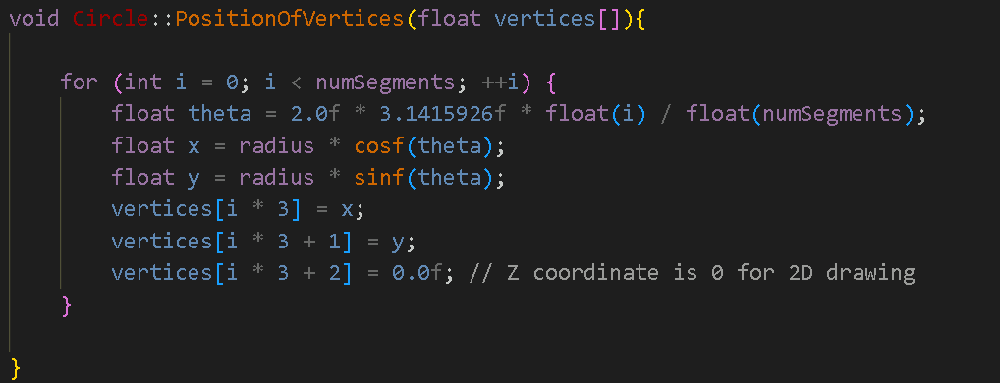 void Circle::PositionOfVertices(float vertices[]){
for (int i = 0; i < numSegments; ++i) {
float theta = 2.0f * 3.1415926f * float(i) / float(numSegments);
float x = radius * cosf(theta);
float y = radius * sinf(theta);
vertices[i * 3] = x;
vertices[i * 3 + 1] = y;
vertices[i * 3 + 2] = 0.0f; // Z coordinate is 0 for 2D drawing
}
}